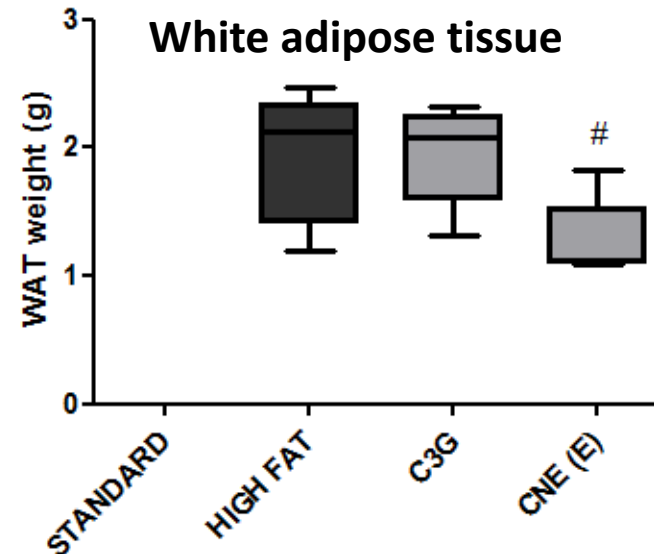 White adipose tissue
WAT weight (g)
3
2
1
0
#
STANDARD
HIGH FAT
C3G
CNE (E)